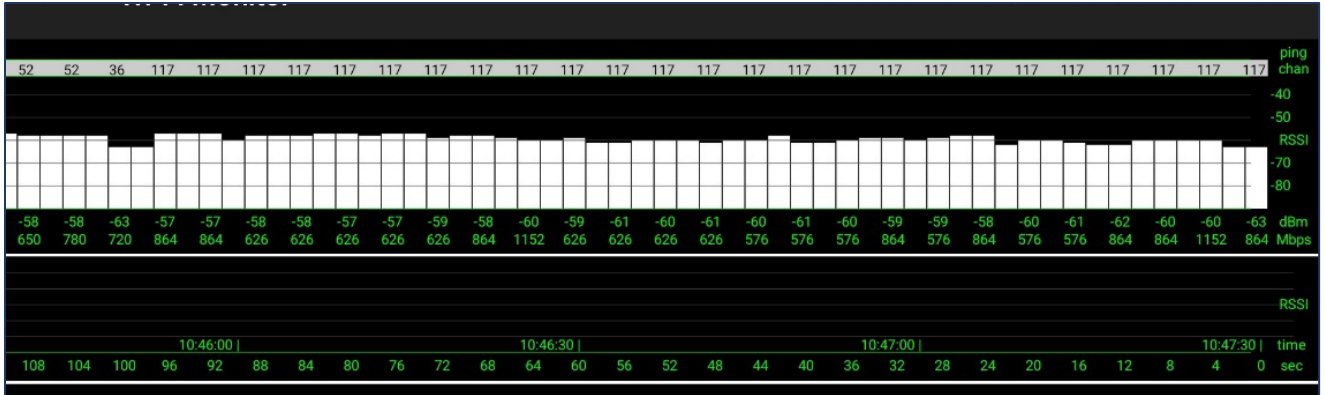 ping
52 52 36 117 117 117 117 117 117 117 117 117 117 117 117 117 117 117 117 117 117 117 117 117 117 117 117 117 chan
-40
-50
RSSI
-70
-80
-58 -58 -63 -57 -57 -58 -58 -57 -57 -59 -58 -60 -59 -61 -60 -61 -60 -61 -60 -59 -59 -58 -60 -61 -62 -60 -60 -63 dBm
650 780 720 864 864 626 626 626 626 626 864 1152 626 626 626 626 576 576 576 864 576 864 576 576 864 864 1152 864 Mbps
RSSI
10:46:00 | 10:46:30 | 10:47:00 | 10:47:30 | time
108 104 100 96 92 88 84 80 76 72 68 64 60 56 52 48 44 40 36 32 28 24 20 16 12 8 4 0 sec